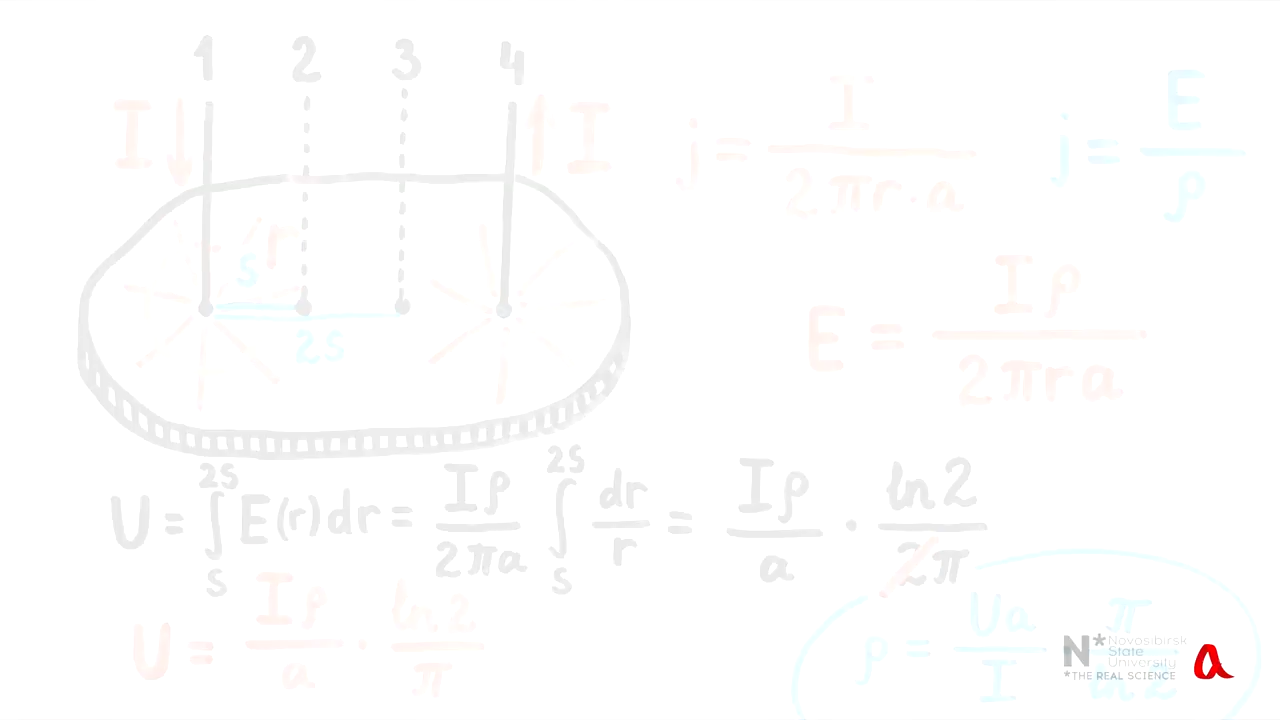 1 2 3 4
I I
j = I / 2πr·a
j = E / ρ
r
s
2s
E = Iρ / 2πra
U = ∫ₛ²ˢ E(r)dr = Iρ / 2πa ∫ₛ²ˢ dr / r = Iρ / a · ln2 / 2π
U = Iρ / a · ln2 / π
ρ = Ua / I · π / ln2
N* Novosibirsk
State
University
*THE REAL SCIENCE
a